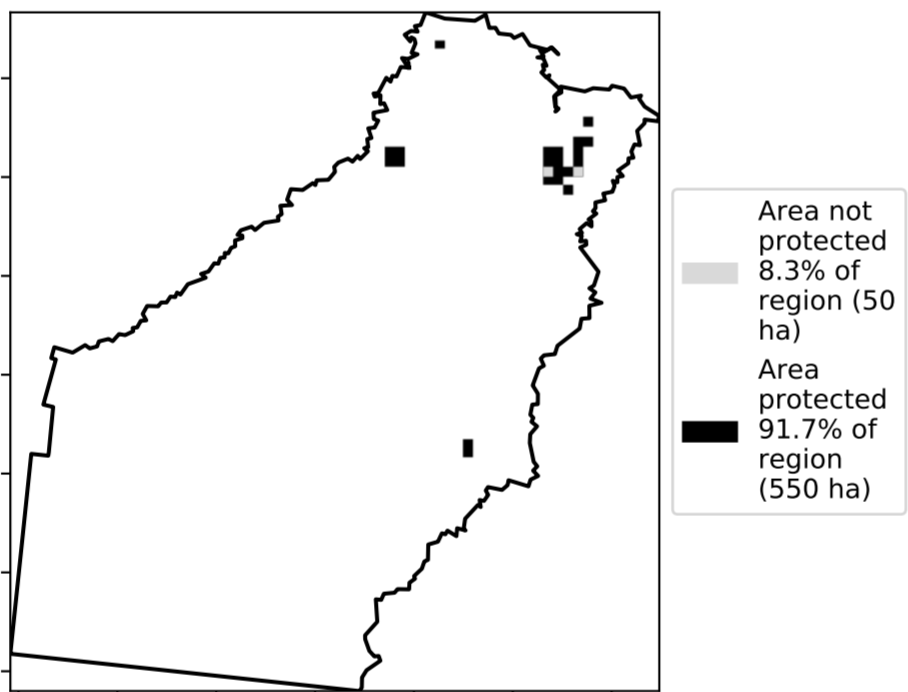 Area not
protected
8.3% of
region (50
ha)
Area
protected
91.7% of
region
(550 ha)